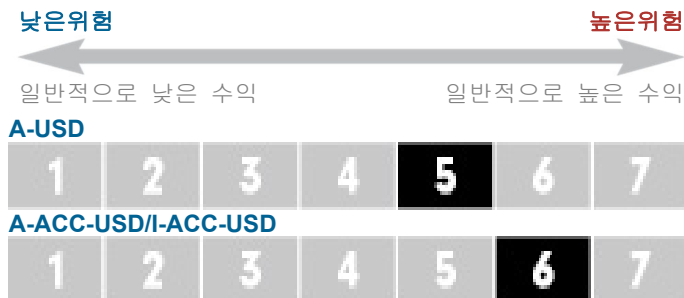 낮은위험 높은위험
일반적으로 낮은 수익 일반적으로 높은 수익
A-USD
1 2 3 4 5 6 7
A-ACC-USD/I-ACC-USD
1 2 3 4 5 6 7